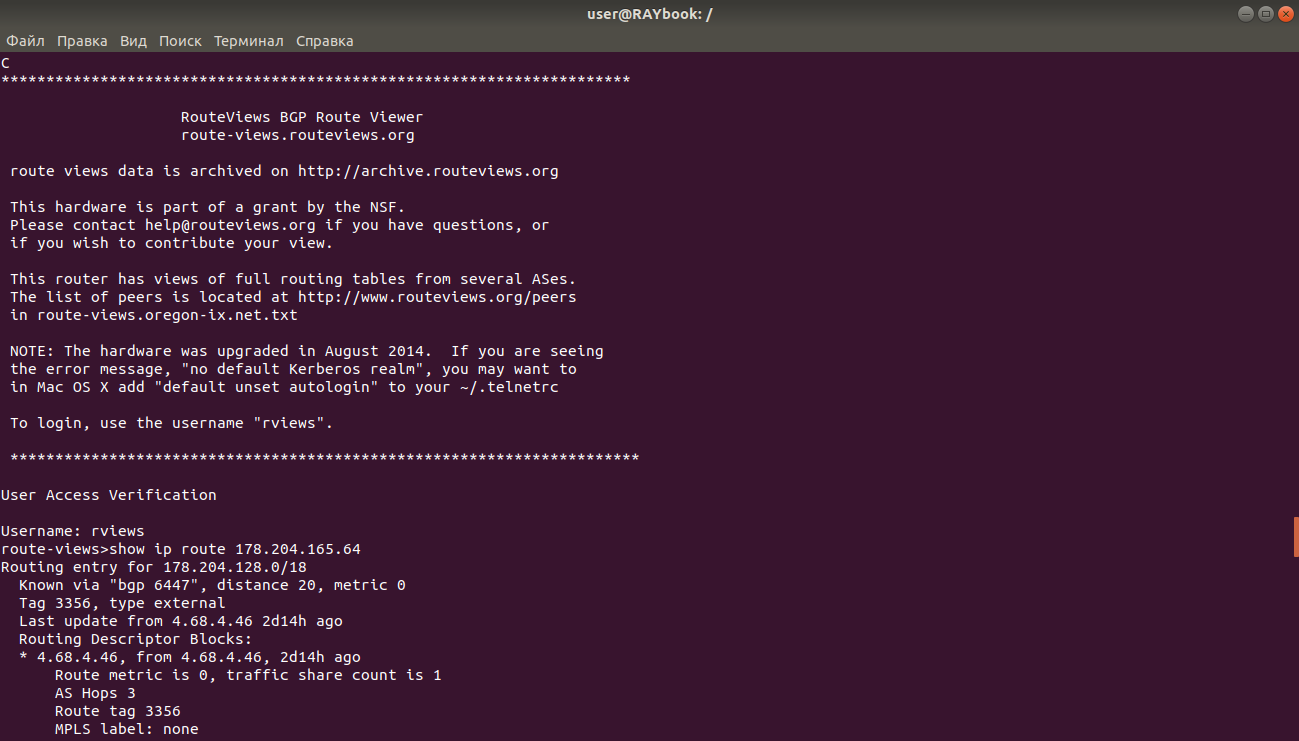 user@RAYbook: /
Файл Правка Вид Поиск Терминал Справка
C
**********************************************************************
RouteViews BGP Route Viewer
route-views.routeviews.org
route views data is archived on http://archive.routeviews.org
This hardware is part of a grant by the NSF.
Please contact help@routeviews.org if you have questions, or
if you wish to contribute your view.
This router has views of full routing tables from several ASes.
The list of peers is located at http://www.routeviews.org/peers
in route-views.oregon-ix.net.txt
NOTE: The hardware was upgraded in August 2014.  If you are seeing
the error message, "no default Kerberos realm", you may want to
in Mac OS X add "default unset autologin" to your ~/.telnetrc
To login, use the username "rviews".
**********************************************************************
User Access Verification
Username: rviews
route-views>show ip route 178.204.165.64
Routing entry for 178.204.128.0/18
Known via "bgp 6447", distance 20, metric 0
Tag 3356, type external
Last update from 4.68.4.46 2d14h ago
Routing Descriptor Blocks:
* 4.68.4.46, from 4.68.4.46, 2d14h ago
Route metric is 0, traffic share count is 1
AS Hops 3
Route tag 3356
MPLS label: none